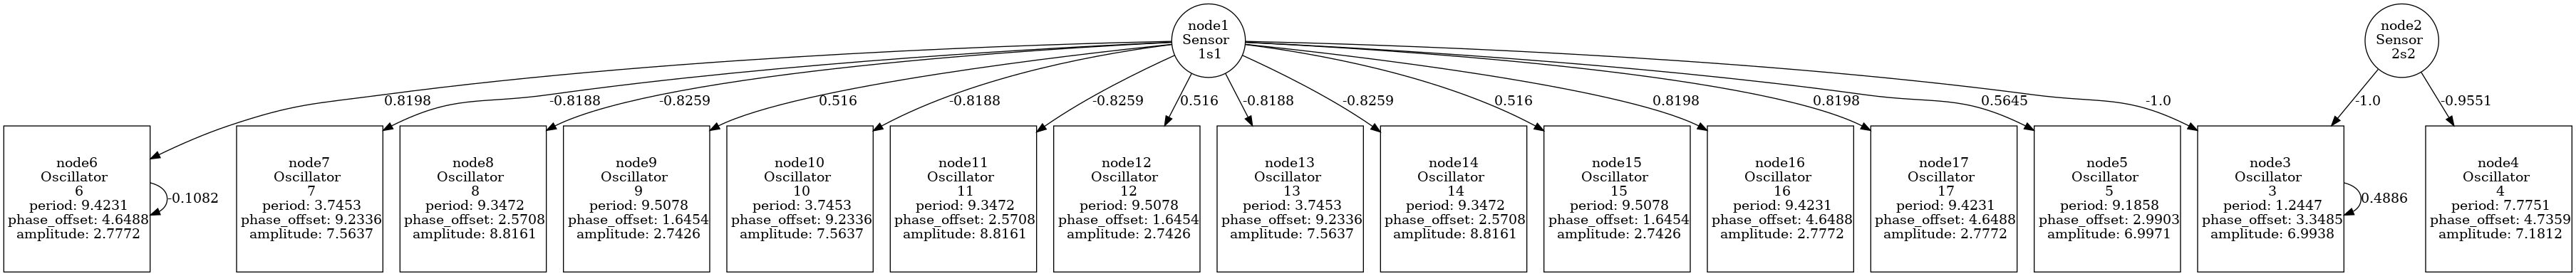 node1
Sensor
1s1
node2
Sensor
2s2
0.8198
-0.8188
-0.8259
0.516
-0.8188
-0.8259
0.516
-0.8188
-0.8259
0.516
0.8198
0.8198
0.5645
-1.0
-1.0
-0.9551
node6
Oscillator
6
period: 9.4231
phase_offset: 4.6488
amplitude: 2.7772
-0.1082
node7
Oscillator
7
period: 3.7453
phase_offset: 9.2336
amplitude: 7.5637
node8
Oscillator
8
period: 9.3472
phase_offset: 2.5708
amplitude: 8.8161
node9
Oscillator
9
period: 9.5078
phase_offset: 1.6454
amplitude: 2.7426
node10
Oscillator
10
period: 3.7453
phase_offset: 9.2336
amplitude: 7.5637
node11
Oscillator
11
period: 9.3472
phase_offset: 2.5708
amplitude: 8.8161
node12
Oscillator
12
period: 9.5078
phase_offset: 1.6454
amplitude: 2.7426
node13
Oscillator
13
period: 3.7453
phase_offset: 9.2336
amplitude: 7.5637
node14
Oscillator
14
period: 9.3472
phase_offset: 2.5708
amplitude: 8.8161
node15
Oscillator
15
period: 9.5078
phase_offset: 1.6454
amplitude: 2.7426
node16
Oscillator
16
period: 9.4231
phase_offset: 4.6488
amplitude: 2.7772
node17
Oscillator
17
period: 9.4231
phase_offset: 4.6488
amplitude: 2.7772
node5
Oscillator
5
period: 9.1858
phase_offset: 2.9903
amplitude: 6.9971
node3
Oscillator
3
period: 1.2447
phase_offset: 3.3485
amplitude: 6.9938
0.4886
node4
Oscillator
4
period: 7.7751
phase_offset: 4.7359
amplitude: 7.1812